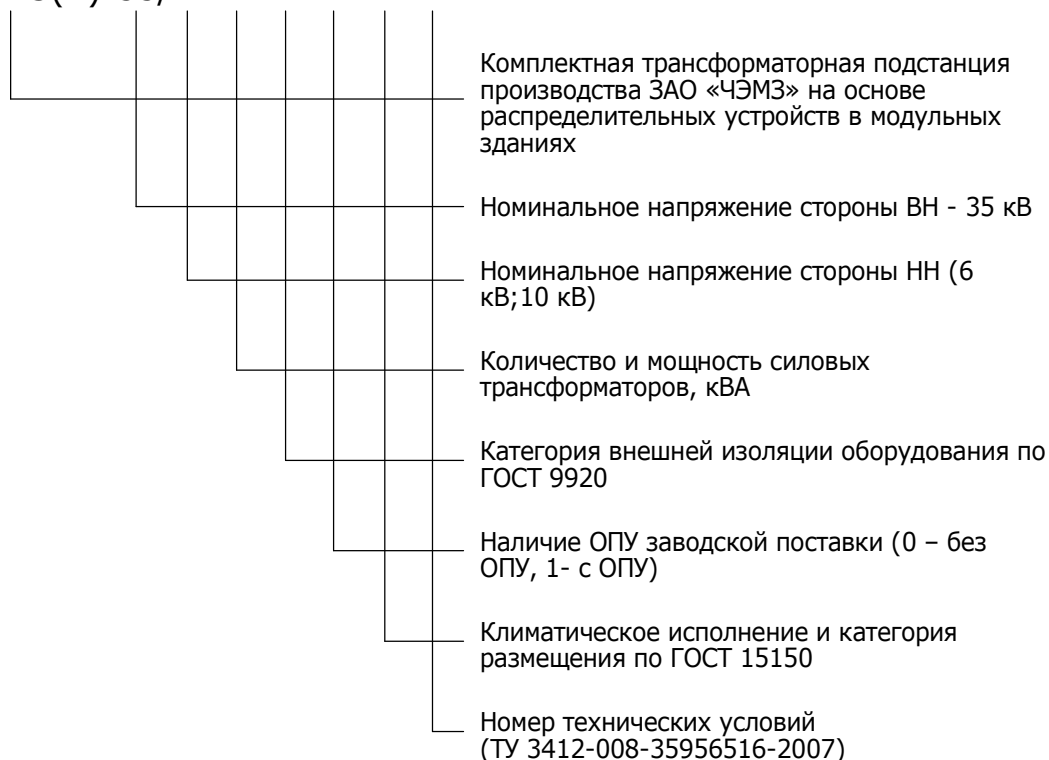 Комплектная трансформаторная подстанция
производства ЗАО «ЧЭМЗ» на основе
распределительных устройств в модульных
зданиях
Номинальное напряжение стороны ВН - 35 кВ
Номинальное напряжение стороны НН (6
кВ;10 кВ)
Количество и мощность силовых
трансформаторов, кВА
Категория внешней изоляции оборудования по
ГОСТ 9920
Наличие ОПУ заводской поставки (0 – без
ОПУ, 1- с ОПУ)
Климатическое исполнение и категория
размещения по ГОСТ 15150
Номер технических условий
(ТУ 3412-008-35956516-2007)